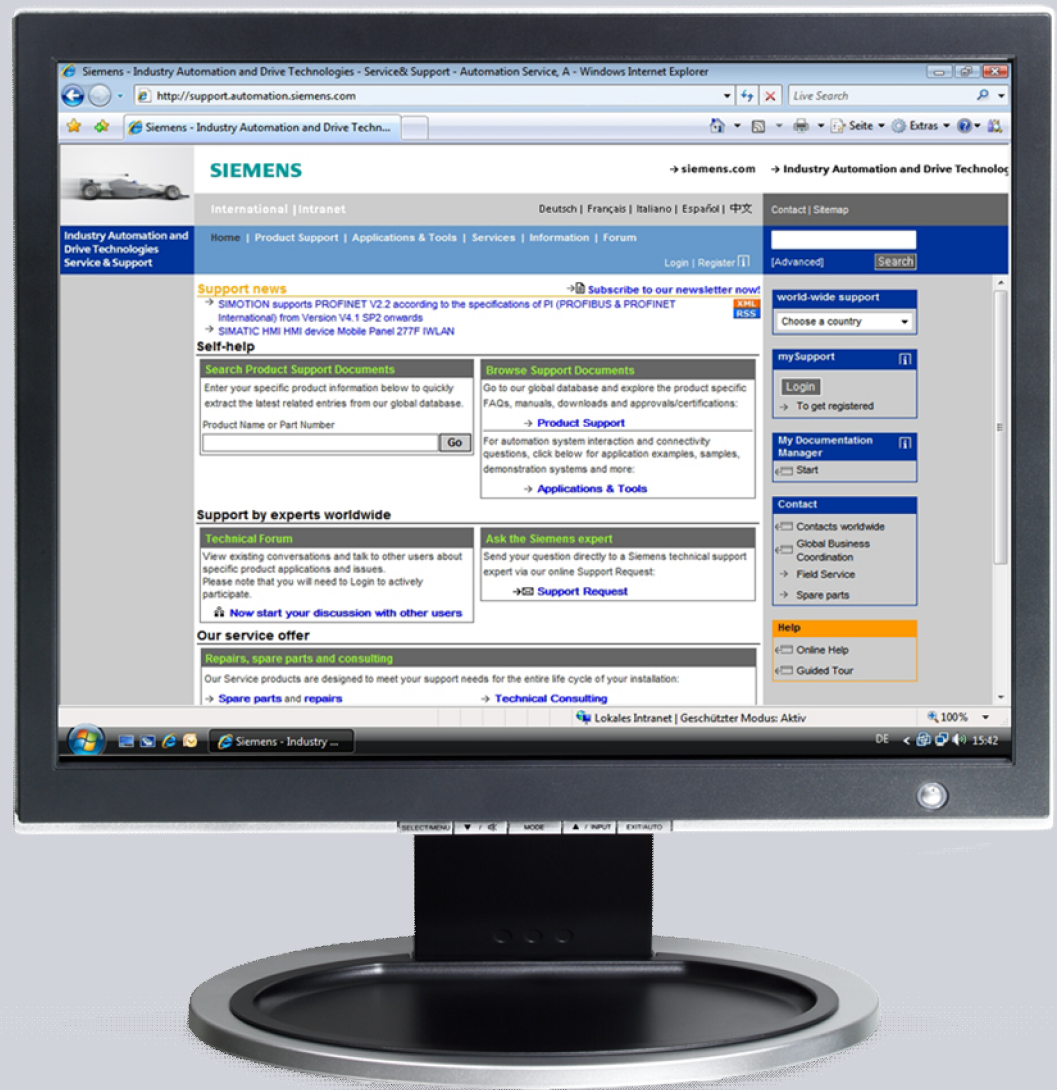 Siemens - Industry Automation and Drive Technologies - Service& Support - Automation Service, A - Windows Internet Explorer
http://support.automation.siemens.com
Live Search
Siemens - Industry Automation and Drive Techn...
Seite
Extras
SIEMENS
→ siemens.com → Industry Automation and Drive Technolog
International | Intranet
Deutsch | Français | Italiano | Español | 中文
Contact | Sitemap
Industry Automation and
Drive Technologies
Service & Support
Home | Product Support | Applications & Tools | Services | Information | Forum
Login | Register
[Advanced] Search
Support news
→ Subscribe to our newsletter now!
→ SIMOTION supports PROFINET V2.2 according to the specifications of PI (PROFIBUS & PROFINET
International) from Version V4.1 SP2 onwards
→ SIMATIC HMI HMI device Mobile Panel 277F IWLAN
XML
RSS
Self-help
Search Product Support Documents
Enter your specific product information below to quickly
extract the latest related entries from our global database.
Product Name or Part Number
Go
Browse Support Documents
Go to our global database and explore the product specific
FAQs, manuals, downloads and approvals/certifications:
→ Product Support
For automation system interaction and connectivity
questions, click below for application examples, samples,
demonstration systems and more:
→ Applications & Tools
Support by experts worldwide
Technical Forum
View existing conversations and talk to other users about
specific product applications and issues.
Please note that you will need to Login to actively
participate.
Now start your discussion with other users
Ask the Siemens expert
Send your question directly to a Siemens technical support
expert via our online Support Request:
→ Support Request
Our service offer
Repairs, spare parts and consulting
Our Service products are designed to meet your support needs for the entire life cycle of your installation:
→ Spare parts and repairs
→ Technical Consulting
world-wide support
Choose a country
mySupport
Login
→ To get registered
My Documentation
Manager
Start
Contact
Contacts worldwide
Global Business
Coordination
→ Field Service
→ Spare parts
Help
Online Help
Guided Tour
Lokales Intranet | Geschützter Modus: Aktiv
100%
Siemens - Industry ...
DE
15:42
SELECT/MENU
▼ /
MODE
▲ / INPUT
EXIT/AUTO